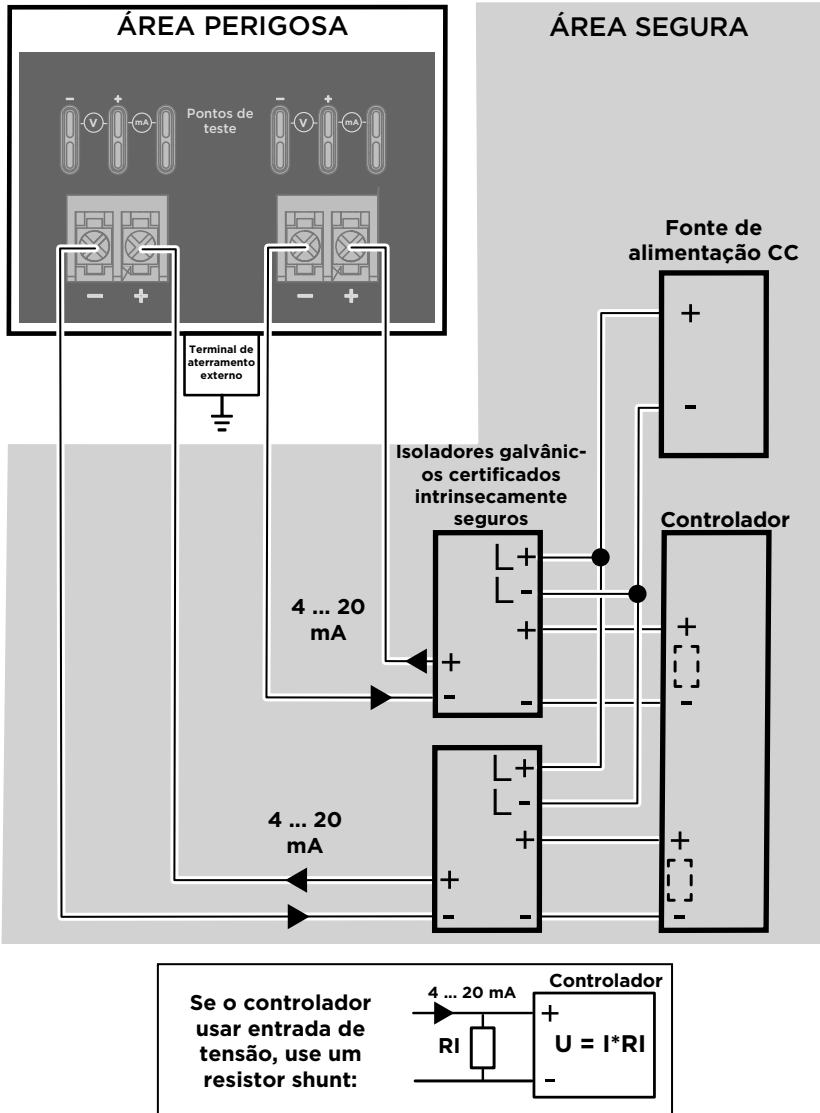 ÁREA PERIGOSA
ÁREA SEGURA
- + Pontos de teste - +
V mA V mA
- + - +
Terminal de
aterramento
externo
Fonte de
alimentação CC
+
-
Isoladores galvânic-
os certificados
intrinsecamente
seguros
Controlador
L+
L-
+
+
-
-
4 ... 20
mA
+
-
L+
L-
+
+
-
-
4 ... 20
mA
+
-
Se o controlador
usar entrada de
tensão, use um
resistor shunt:
4 ... 20 mA
RI
Controlador
+
U = I*RI
-